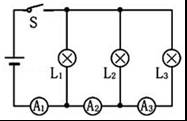 S
L₁ L₂ L₃
A₁ A₂ A₃